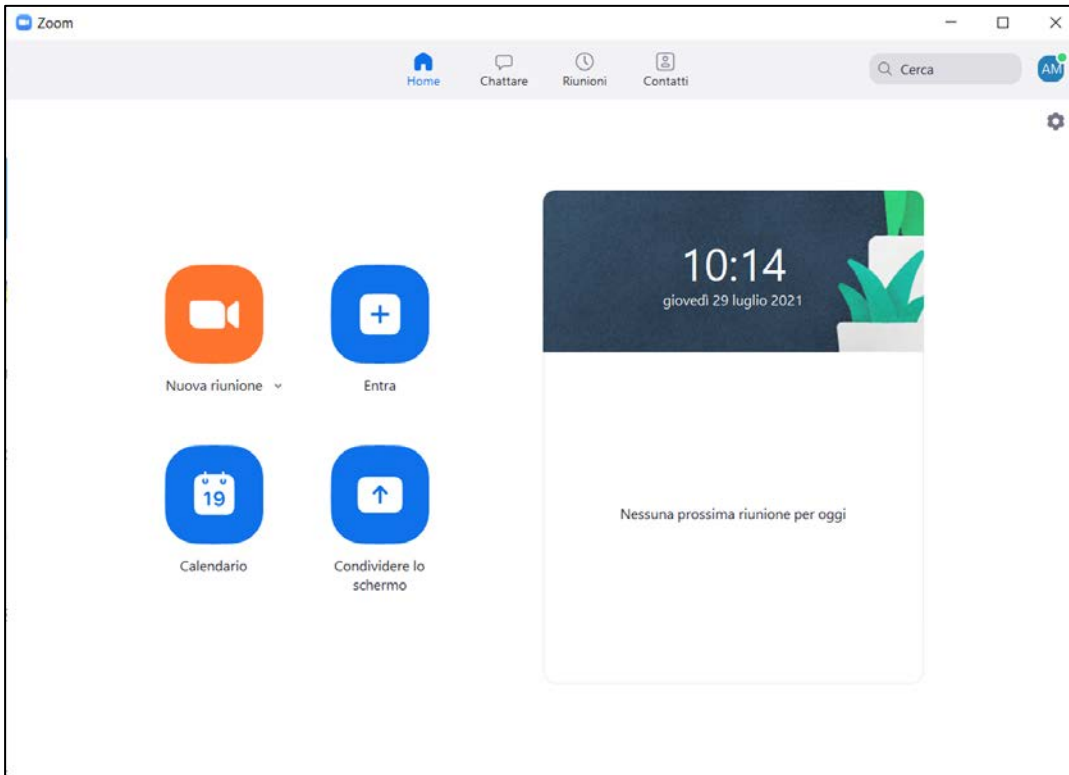 Zoom
Home
Chattare
Riunioni
Contatti
Cerca
AM
10:14
giovedì 29 luglio 2021
Nuova riunione
Entra
19
Calendario
Condividere lo
schermo
Nessuna prossima riunione per oggi